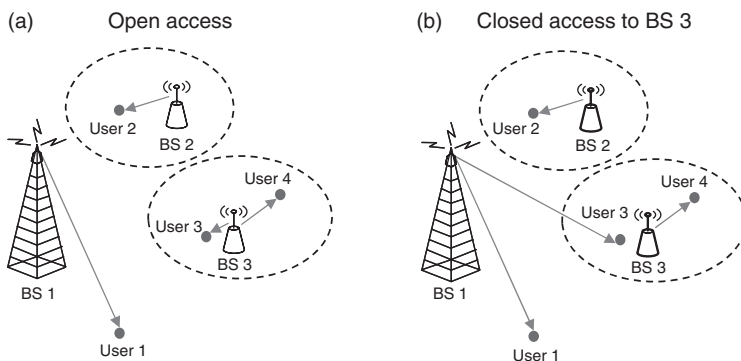 (a) Open access
User 2
BS 2
User 4
User 3
BS 3
BS 1
User 1
(b) Closed access to BS 3
User 2
BS 2
User 4
User 3
BS 3
BS 1
User 1